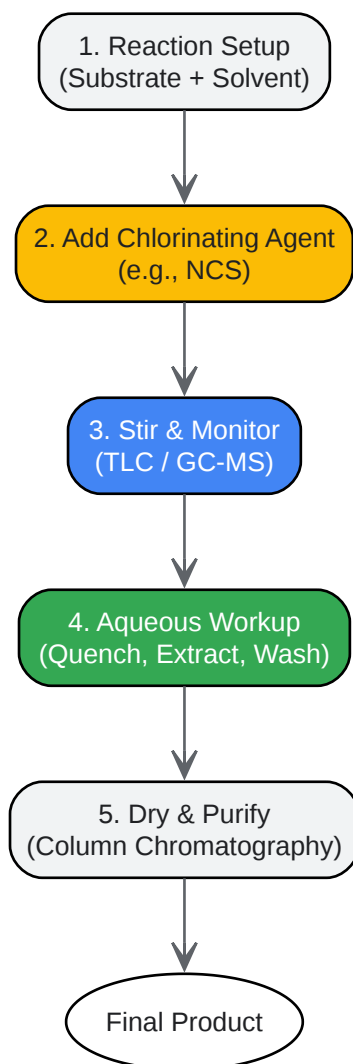 1. Reaction Setup
(Substrate + Solvent)
2. Add Chlorinating Agent
(e.g., NCS)
3. Stir & Monitor
(TLC / GC-MS)
4. Aqueous Workup
(Quench, Extract, Wash)
5. Dry & Purify
(Column Chromatography)
Final Product